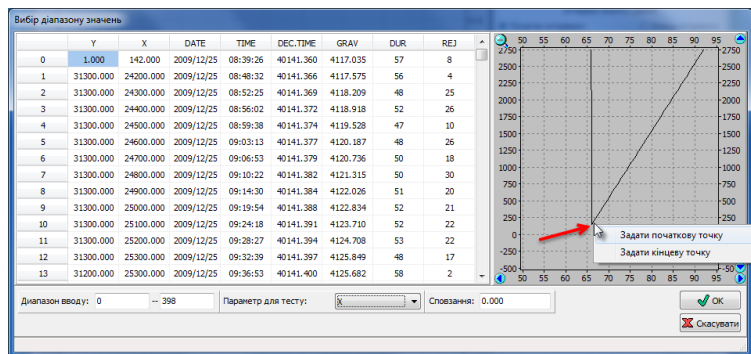 Вибір діапазону значень
Y X DATE TIME DEC.TIME GRAV DUR REJ
0 1.000 142.000 2009/12/25 08:39:26 40141.360 4117.035 57 8
1 31300.000 24200.000 2009/12/25 08:48:32 40141.366 4117.575 56 4
2 31300.000 24300.000 2009/12/25 08:52:25 40141.369 4118.209 48 25
3 31300.000 24400.000 2009/12/25 08:56:02 40141.372 4118.918 52 26
4 31300.000 24500.000 2009/12/25 08:59:38 40141.374 4119.528 47 10
5 31300.000 24600.000 2009/12/25 09:03:13 40141.377 4120.187 48 26
6 31300.000 24700.000 2009/12/25 09:06:53 40141.379 4120.736 50 18
7 31300.000 24800.000 2009/12/25 09:10:22 40141.382 4121.315 50 30
8 31300.000 24900.000 2009/12/25 09:14:30 40141.384 4122.026 51 20
9 31300.000 25000.000 2009/12/25 09:19:54 40141.388 4122.834 52 21
10 31300.000 25100.000 2009/12/25 09:24:18 40141.391 4123.710 52 22
11 31300.000 25200.000 2009/12/25 09:28:27 40141.394 4124.708 53 22
12 31300.000 25300.000 2009/12/25 09:32:39 40141.397 4125.849 48 17
13 31200.000 25300.000 2009/12/25 09:36:53 40141.400 4125.682 58 2
50 55 60 65 70 75 80 85 90 95
2750 2750
2500 2500
2250 2250
2000 2000
1750 1750
1500 1500
1250 1250
1000 1000
750 750
500 500
250 250
0
-250
-500
50 55 60 65 70 75 80 85 90 95
Задати початкову точку
Задати кінцеву точку
Диапазон вводу: 0 -- 398 Параметр для тесту: X Сповзання: 0.000
OK
Скасувати